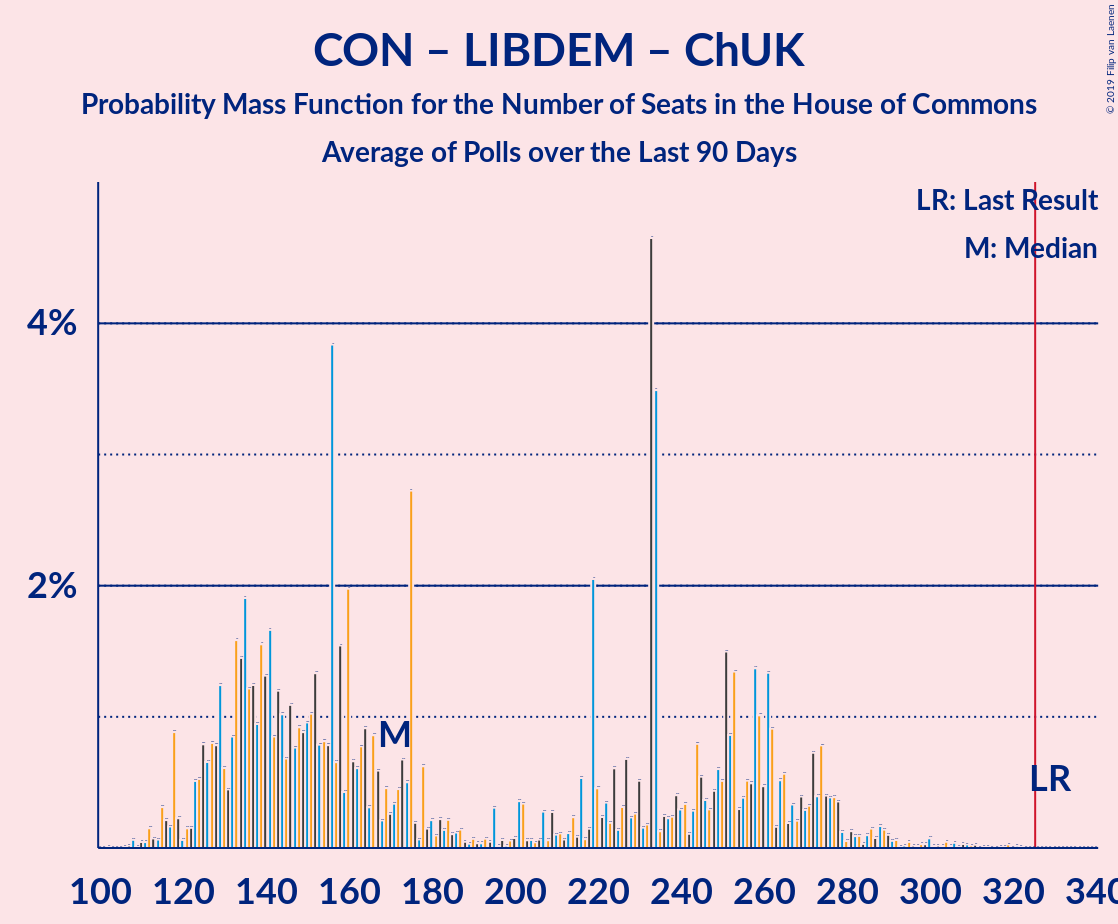 CON – LIBDEM – ChUK
Probability Mass Function for the Number of Seats in the House of Commons
Average of Polls over the Last 90 Days
© 2019 Filip van Laenen
LR: Last Result
M: Median
4%
2%
M
LR
100 120 140 160 180 200 220 240 260 280 300 320 340